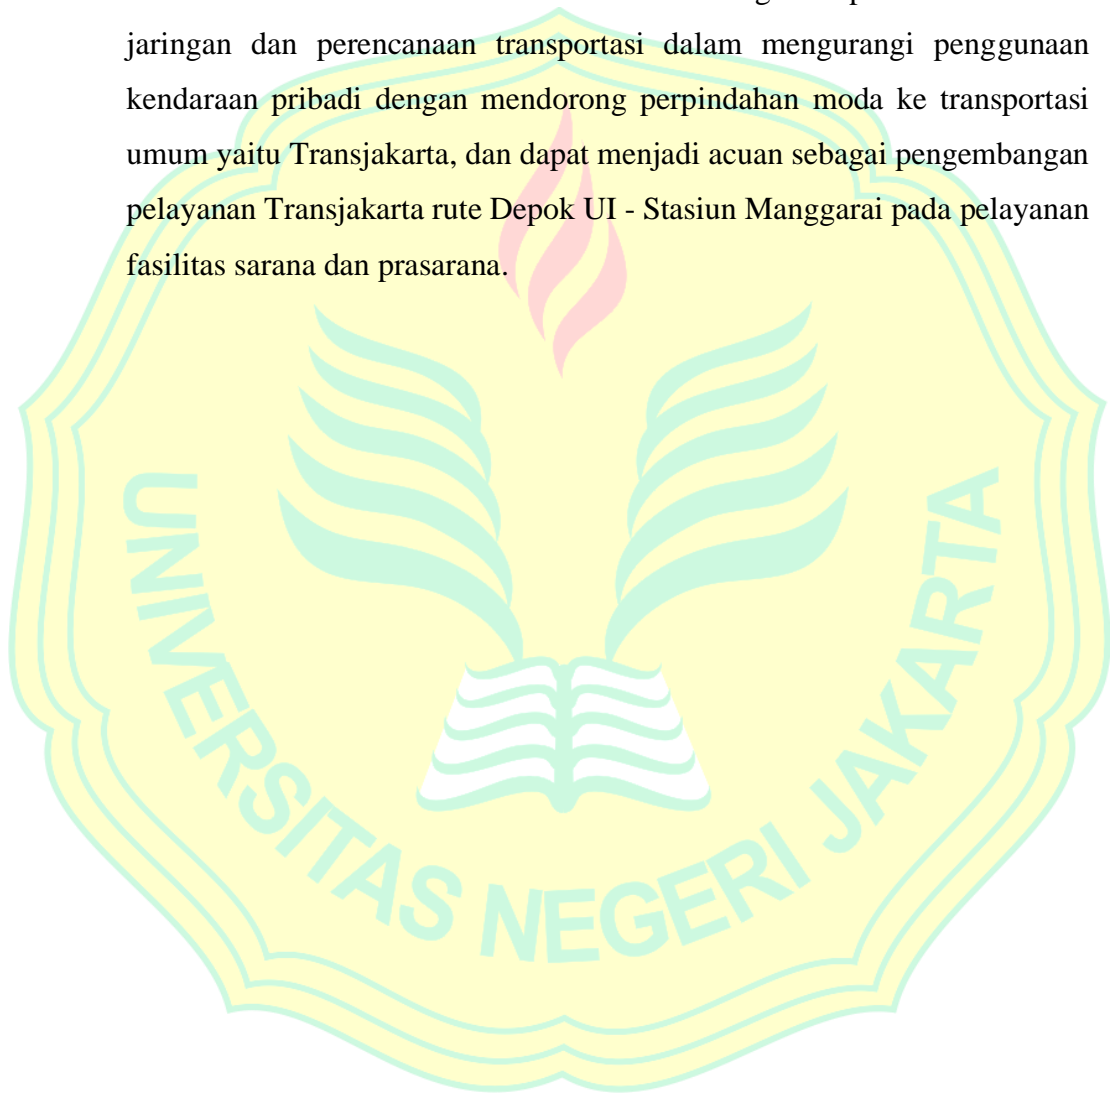 jaringan dan perencanaan transportasi dalam mengurangi penggunaan
kendaraan pribadi dengan mendorong perpindahan moda ke transportasi
umum yaitu Transjakarta, dan dapat menjadi acuan sebagai pengembangan
pelayanan Transjakarta rute Depok UI - Stasiun Manggarai pada pelayanan
fasilitas sarana dan prasarana.
UNIVERSITAS NEGERI JAKARTA